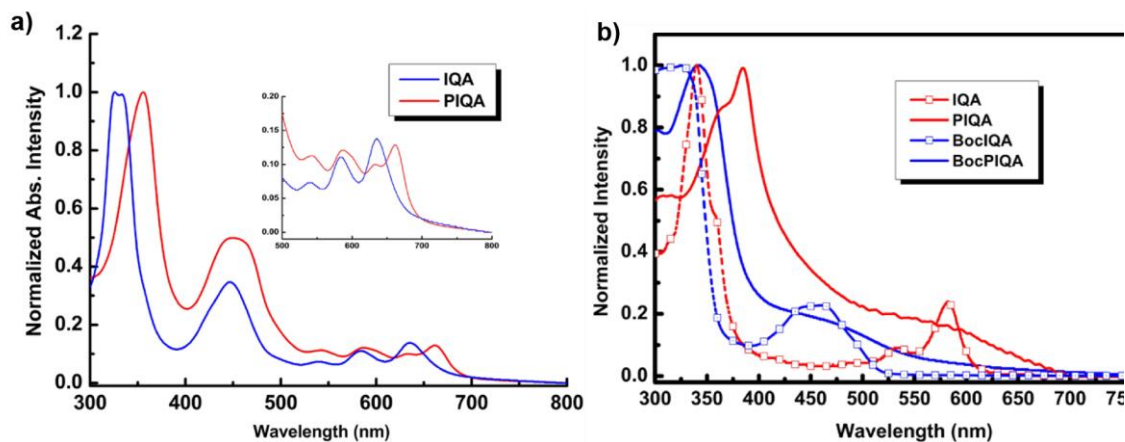 a)
Normalized Abs. Intensity
1.2
1.0
0.8
0.6
0.4
0.2
0.0
300 400 500 600 700 800
Wavelength (nm)
IQA
PIQA
0.20
0.15
0.10
0.05
0.00
500 600 700 800
b)
Normalized Intensity
1.0
0.8
0.6
0.4
0.2
0.0
300 350 400 450 500 550 600 650 700 75
Wavelength (nm)
IQA
PIQA
BocIQA
BocPIQA